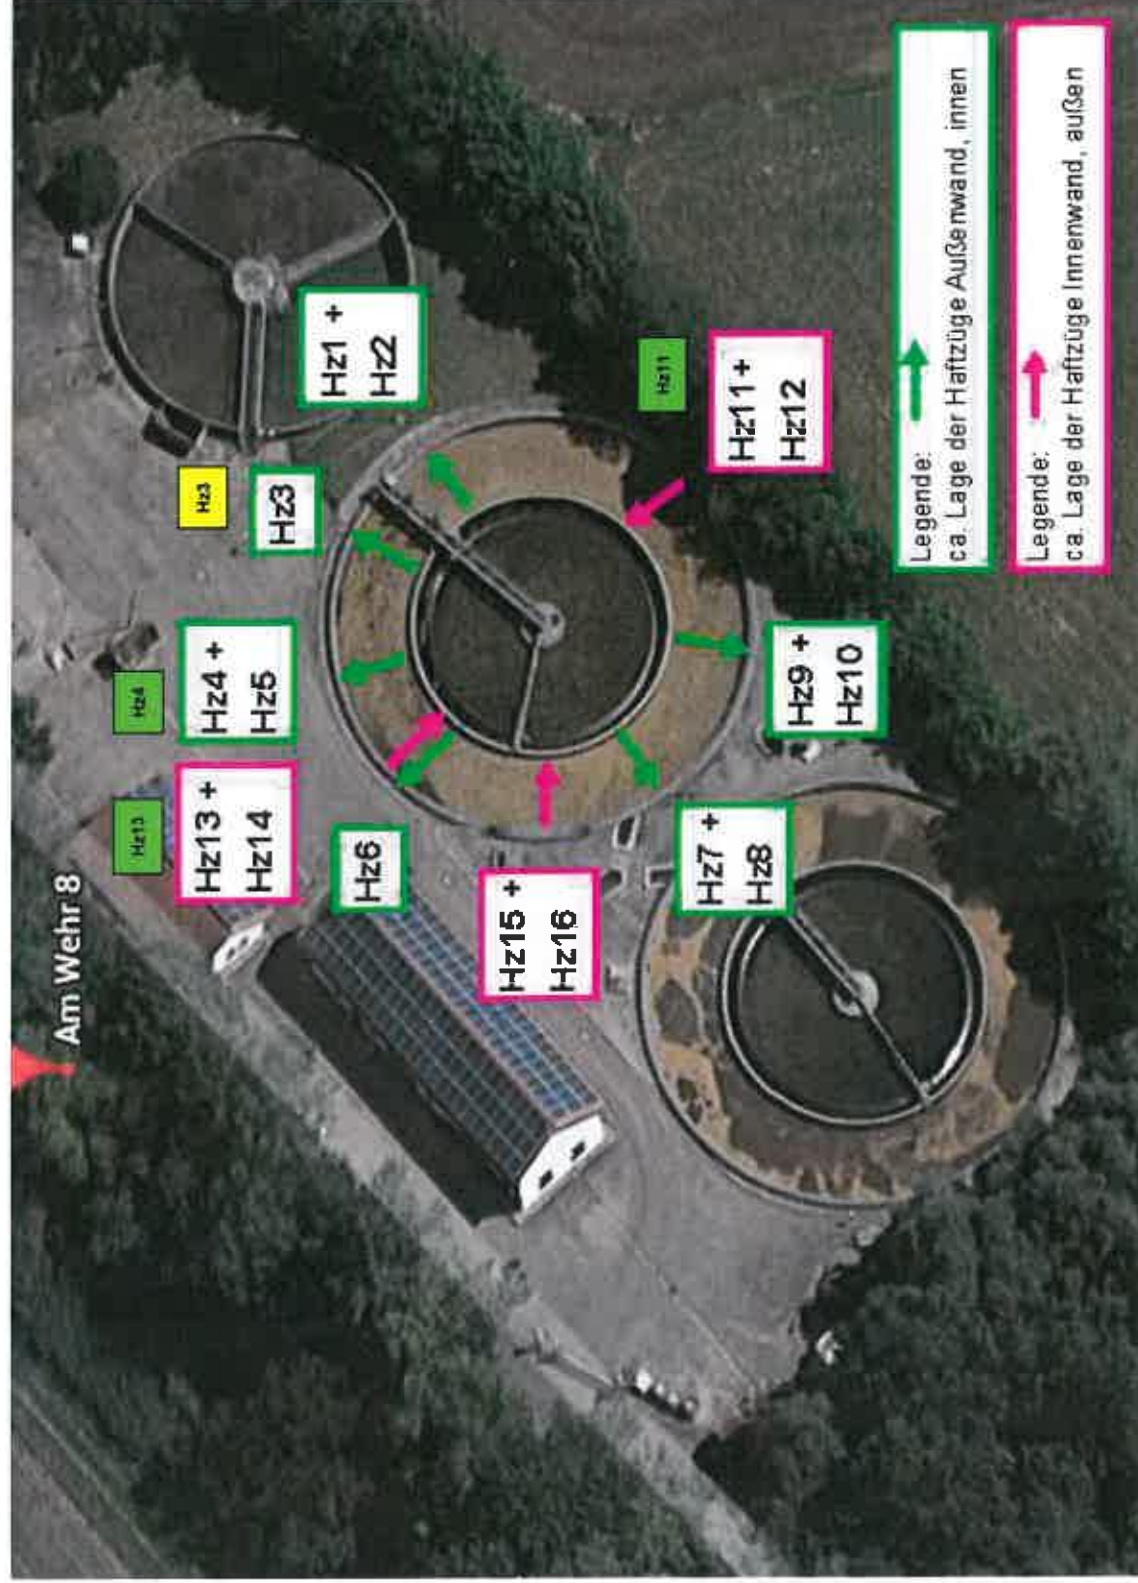 Am Wehr 8
Hz13
Hz4
Hz3
Hz13 +
Hz14
Hz4 +
Hz5
Hz3
Hz6
Hz1 +
Hz2
Hz15 +
Hz16
Hz11
Hz7 +
Hz8
Hz9 +
Hz10
Hz11+
Hz12
Legende:
ca. Lage der Haftzüge Außenwand, innen
Legende:
ca. Lage der Haftzüge Innenwand, außen